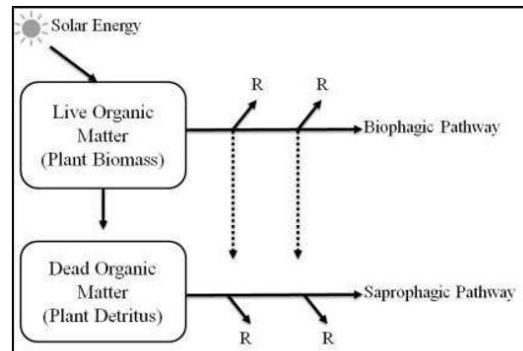 Solar Energy
R
R
Live Organic
Matter
(Plant Biomass)
Biophagic Pathway
Dead Organic
Matter
(Plant Detritus)
Saprophagic Pathway
R
R